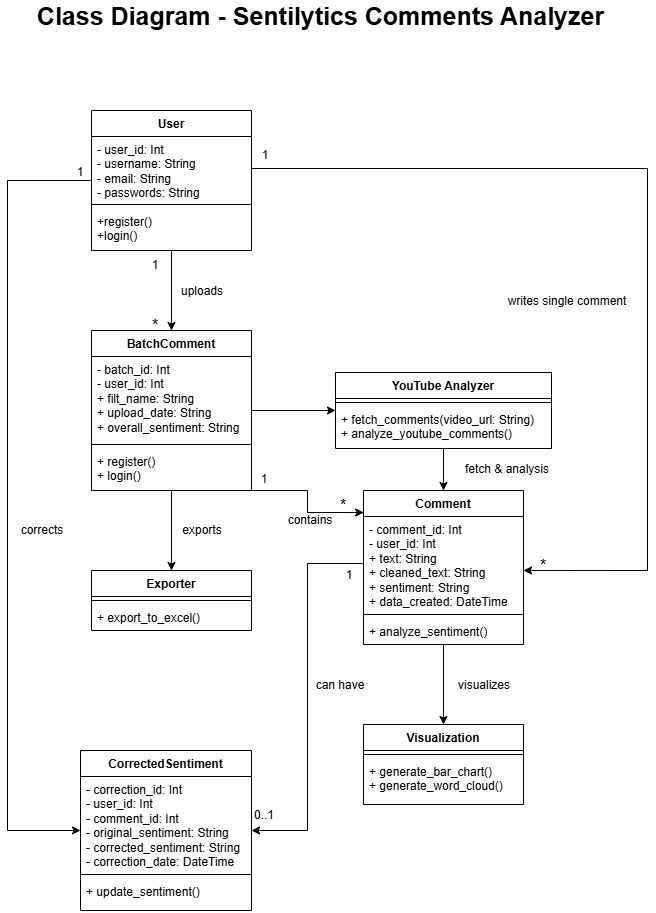 Class Diagram - Sentilytics Comments Analyzer
User
- user_id: Int
- username: String
- email: String
- passwords: String
+register()
+login()
1
1
1
uploads
*
writes single comment
BatchComment
- batch_id: Int
- user_id: Int
+ filt_name: String
+ upload_date: String
+ overall_sentiment: String
+ register()
+ login()
YouTube Analyzer
+ fetch_comments(video_url: String)
+ analyze_youtube_comments()
fetch & analysis
1
*
contains
corrects
exports
Comment
- comment_id: Int
- user_id: Int
+ text: String
+ cleaned_text: String
+ sentiment: String
+ data_created: DateTime
+ analyze_sentiment()
*
1
Exporter
+ export_to_excel()
can have
visualizes
Visualization
+ generate_bar_chart()
+ generate_word_cloud()
CorrectedSentiment
- correction_id: Int
- user_id: Int
- comment_id: Int
- original_sentiment: String
- corrected_sentiment: String
- correction_date: DateTime
+ update_sentiment()
0..1